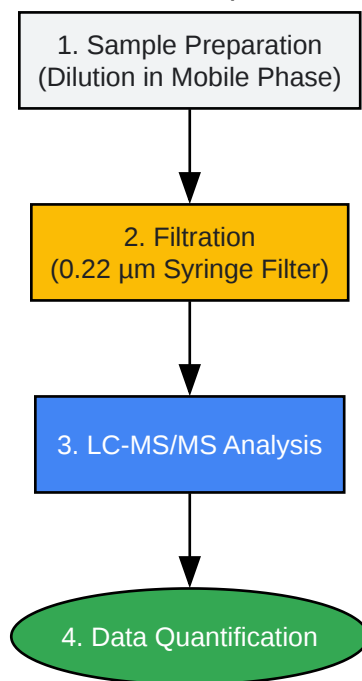 1. Sample Preparation
(Dilution in Mobile Phase)
2. Filtration
(0.22 µm Syringe Filter)
3. LC-MS/MS Analysis
4. Data Quantification